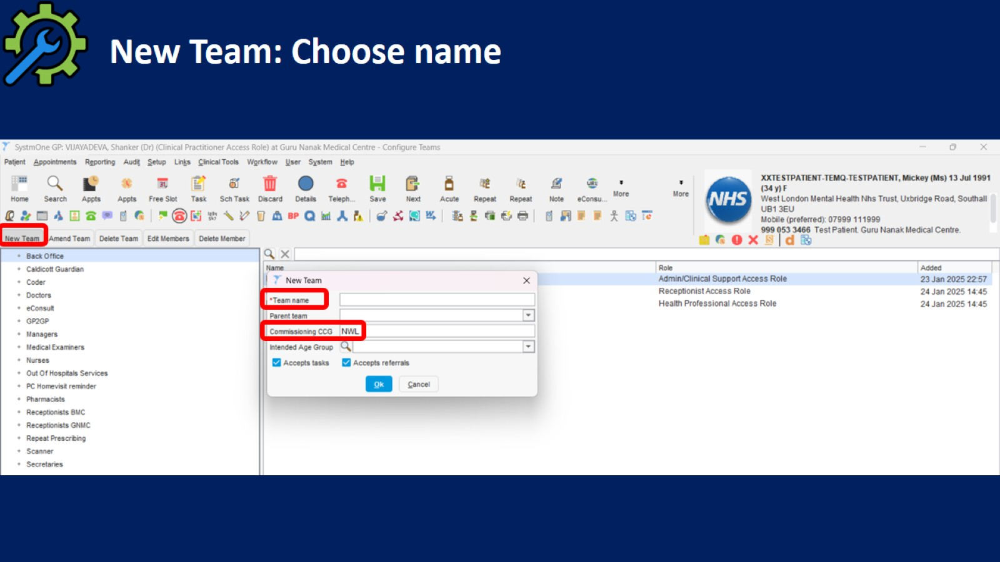 New Team: Choose name
SystmOne GP: VIJAYADEVA, Shanker (Dr) (Clinical Practitioner Access Role) at Guru Nanak Medical Centre - Configure Teams
Patient Appointments Reporting Audit Setup Links Clinical Tools Workflow User System Help
Home Search Appts Appts Free Slot Task Sch Task Discard Details Teleph... Save Next Acute Repeat Repeat Note eConsu... More More
31
URL
BP
NHS
XXTESTPATIENT-TEMQ-TESTPATIENT, Mickey (Ms) 13 Jul 1991
(34 y) F
West London Mental Health Nhs Trust, Uxbridge Road, Southall
UB1 3EU
Mobile (preferred): 07999 111999
999 053 3466 Test Patient. Guru Nanak Medical Centre.
New Team Amend Team Delete Team Edit Members Delete Member
Back Office
Caldicott Guardian
Coder
Doctors
eConsult
GP2GP
Managers
Medical Examiners
Nurses
Out Of Hospitals Services
PC Homevisit reminder
Pharmacists
Receptionists BMC
Receptionists GNMC
Repeat Prescribing
Scanner
Secretaries
Name Role Added
Admin/Clinical Support Access Role 23 Jan 2025 22:57
Receptionist Access Role 24 Jan 2025 14:45
Health Professional Access Role 24 Jan 2025 14:45
New Team
*Team name
Parent team
Commissioning CCG NWL
Intended Age Group
Accepts tasks Accepts referrals
Ok Cancel